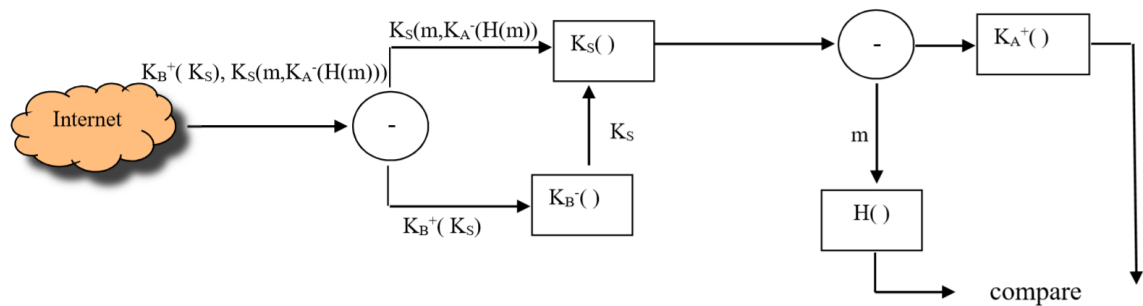 K_S(m,K_A^-(H(m))
K_S( )
-
K_A^+( )
K_B^+( K_S), K_S(m,K_A^-(H(m)))
Internet
-
K_S
m
K_B^-( )
H( )
K_B^+( K_S)
compare